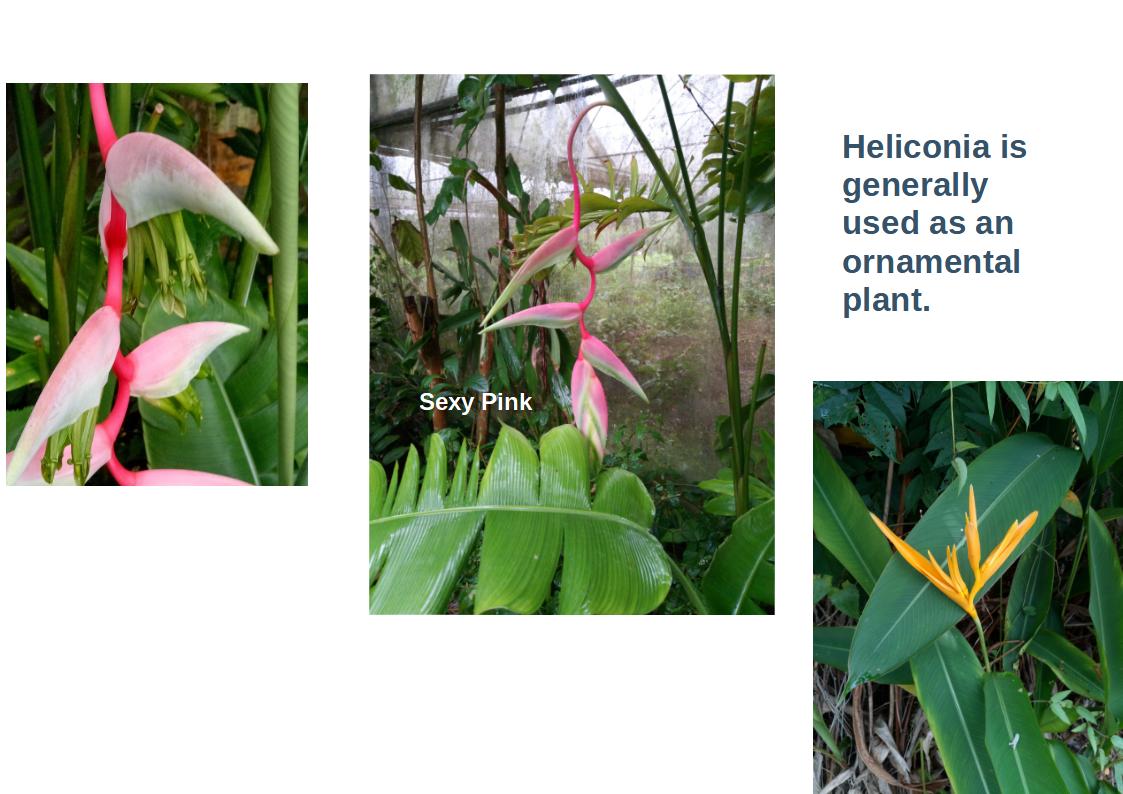 Heliconia is
generally
used as an
ornamental
plant.
Sexy Pink